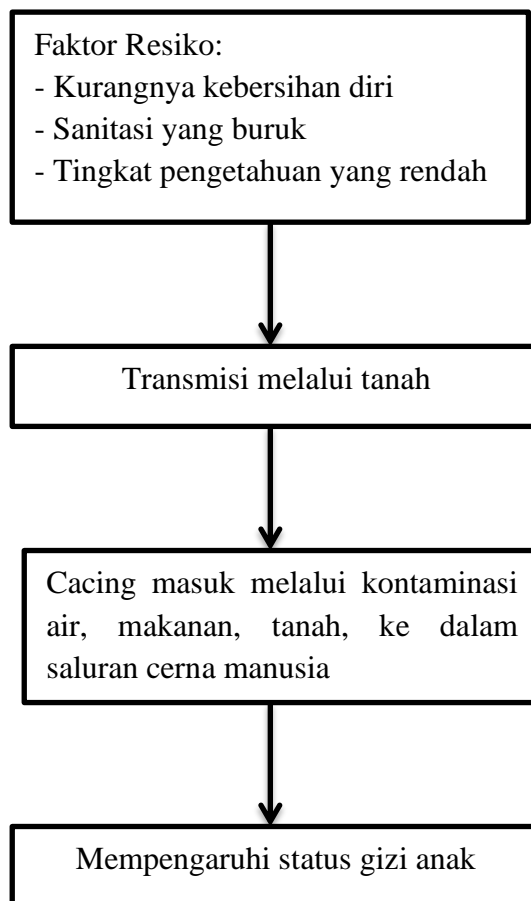 Faktor Resiko:
- Kurangnya kebersihan diri
- Sanitasi yang buruk
- Tingkat pengetahuan yang rendah
Transmisi melalui tanah
Cacing masuk melalui kontaminasi
air, makanan, tanah, ke dalam
saluran cerna manusia
Mempengaruhi status gizi anak